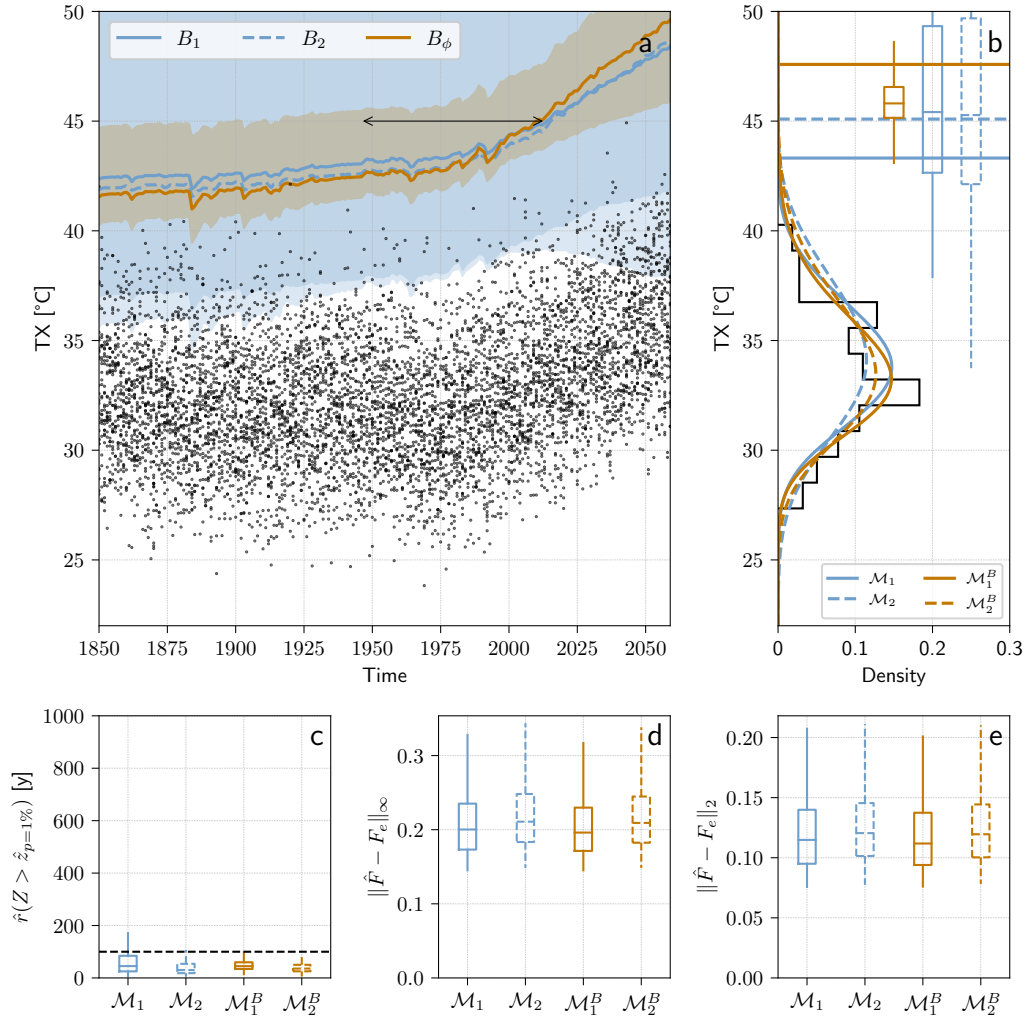 50
45
40
35
30
25
TX [°C]
B₁ B₂ B_ϕ
a
1850 1875 1900 1925 1950 1975 2000 2025 2050
Time
50
45
40
35
30
25
TX [°C]
b
ℳ₁ ℳ₁ᴮ
ℳ₂ ℳ₂ᴮ
0 0.1 0.2 0.3
Density
1000
800
600
400
200
0
r̂(Z > ẑ_{p=1%}) [y]
c
ℳ₁ ℳ₂ ℳ₁ᴮ ℳ₂ᴮ
0.3
0.2
0.1
0.0
||F̂ − F_e||_∞
d
ℳ₁ ℳ₂ ℳ₁ᴮ ℳ₂ᴮ
0.20
0.15
0.10
0.05
0.00
||F̂ − F_e||₂
e
ℳ₁ ℳ₂ ℳ₁ᴮ ℳ₂ᴮ